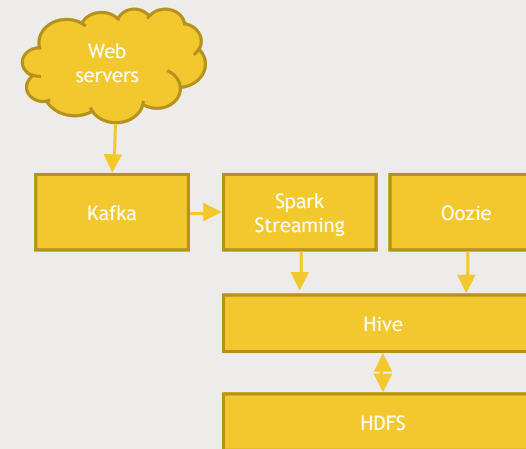 Web
servers
Kafka
Spark
Streaming
Oozie
Hive
HDFS